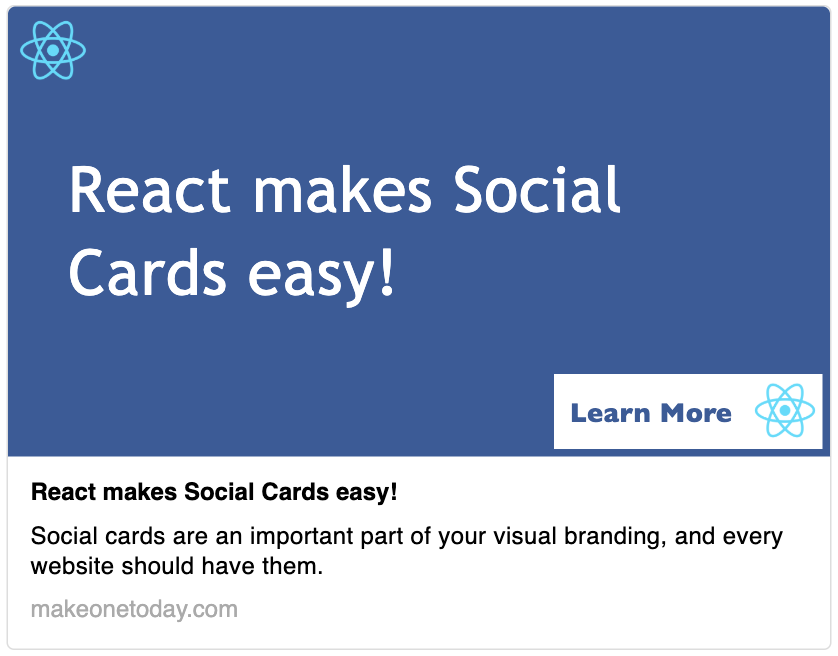 React makes Social
Cards easy!
Learn More
React makes Social Cards easy!
Social cards are an important part of your visual branding, and every
website should have them.
makeonetoday.com